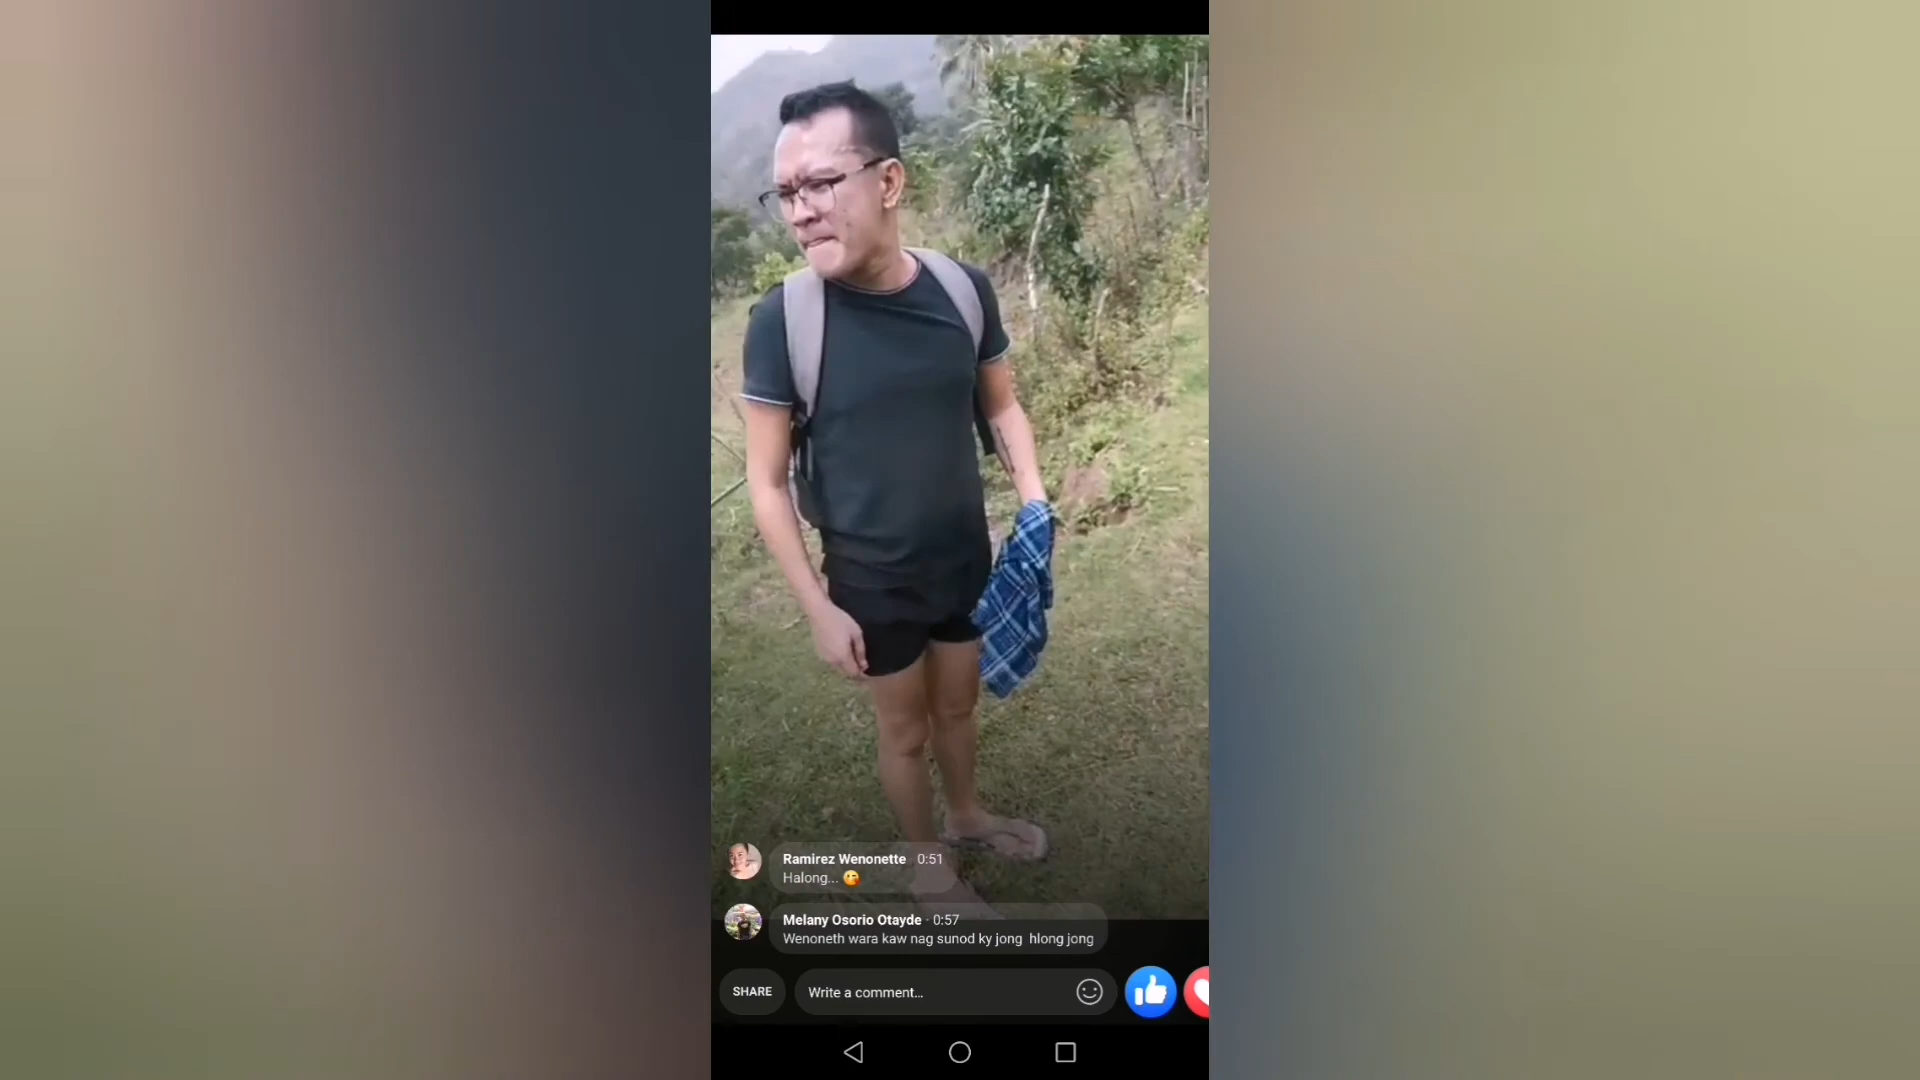 Ramirez Wenonette 0:51
Halong... 😘
Melany Osorio Otayde · 0:57
Wenoneth wara kaw nag sunod ky jong hlong jong
SHARE
Write a comment...